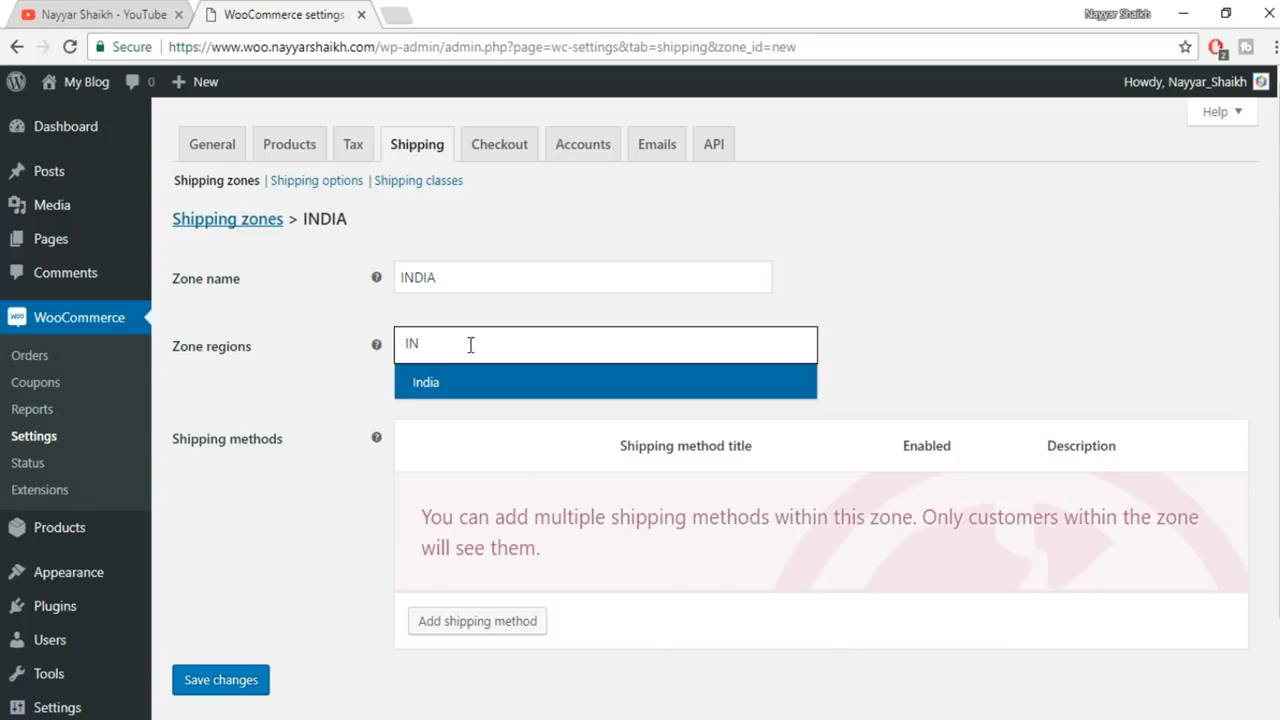 Nayyar Shaikh - YouTube
WooCommerce settings
Nayyar Shaikh
Secure
https://www.woo.nayyarshaikh.com/wp-admin/admin.php?page=wc-settings&tab=shipping&zone_id=new
2
My Blog
0
New
Howdy, Nayyar_Shaikh
Help
Dashboard
Posts
Media
Pages
Comments
WooCommerce
Orders
Coupons
Reports
Settings
Status
Extensions
Products
Appearance
Plugins
Users
Tools
Settings
General
Products
Tax
Shipping
Checkout
Accounts
Emails
API
Shipping zones | Shipping options | Shipping classes
Shipping zones > INDIA
Zone name
INDIA
Zone regions
IN
India
Shipping methods
Shipping method title
Enabled
Description
You can add multiple shipping methods within this zone. Only customers within the zone
will see them.
Add shipping method
Save changes